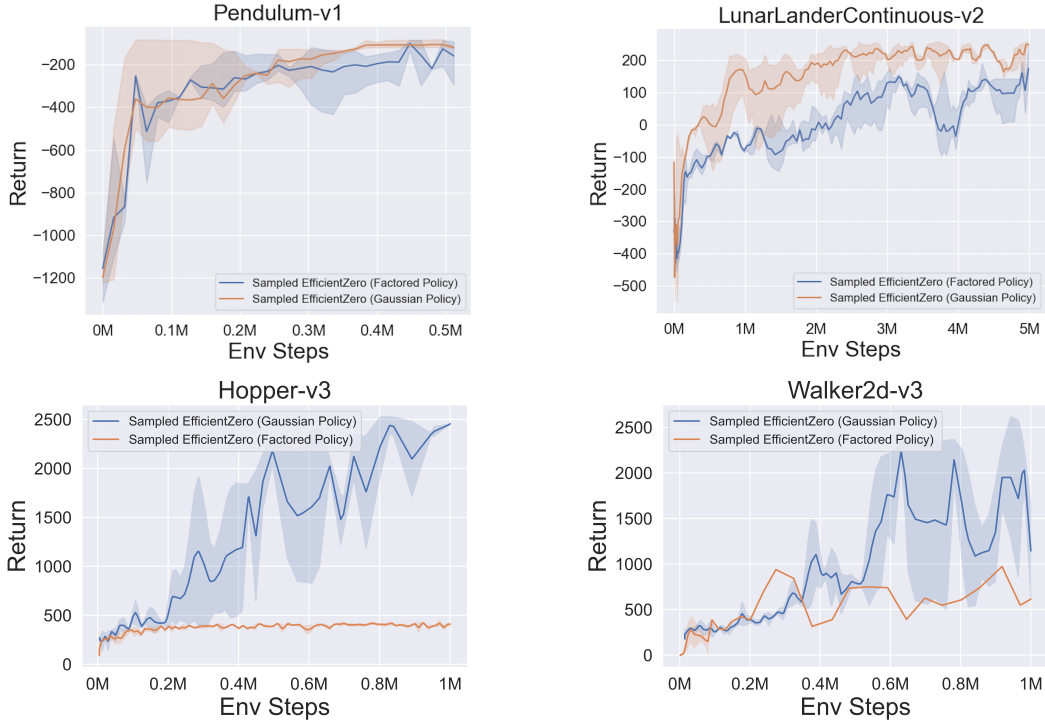 Pendulum-v1
Return
−200
−400
−600
−800
−1000
−1200
Sampled EfficientZero (Factored Policy)
Sampled EfficientZero (Gaussian Policy)
0M 0.1M 0.2M 0.3M 0.4M 0.5M
Env Steps
LunarLanderContinuous-v2
Return
200
100
0
−100
−200
−300
−400
−500
Sampled EfficientZero (Factored Policy)
Sampled EfficientZero (Gaussian Policy)
0M 1M 2M 3M 4M 5M
Env Steps
Hopper-v3
Return
2500
2000
1500
1000
500
0
Sampled EfficientZero (Gaussian Policy)
Sampled EfficientZero (Factored Policy)
0M 0.2M 0.4M 0.6M 0.8M 1M
Env Steps
Walker2d-v3
Return
2500
2000
1500
1000
500
0
Sampled EfficientZero (Gaussian Policy)
Sampled EfficientZero (Factored Policy)
0M 0.2M 0.4M 0.6M 0.8M 1M
Env Steps